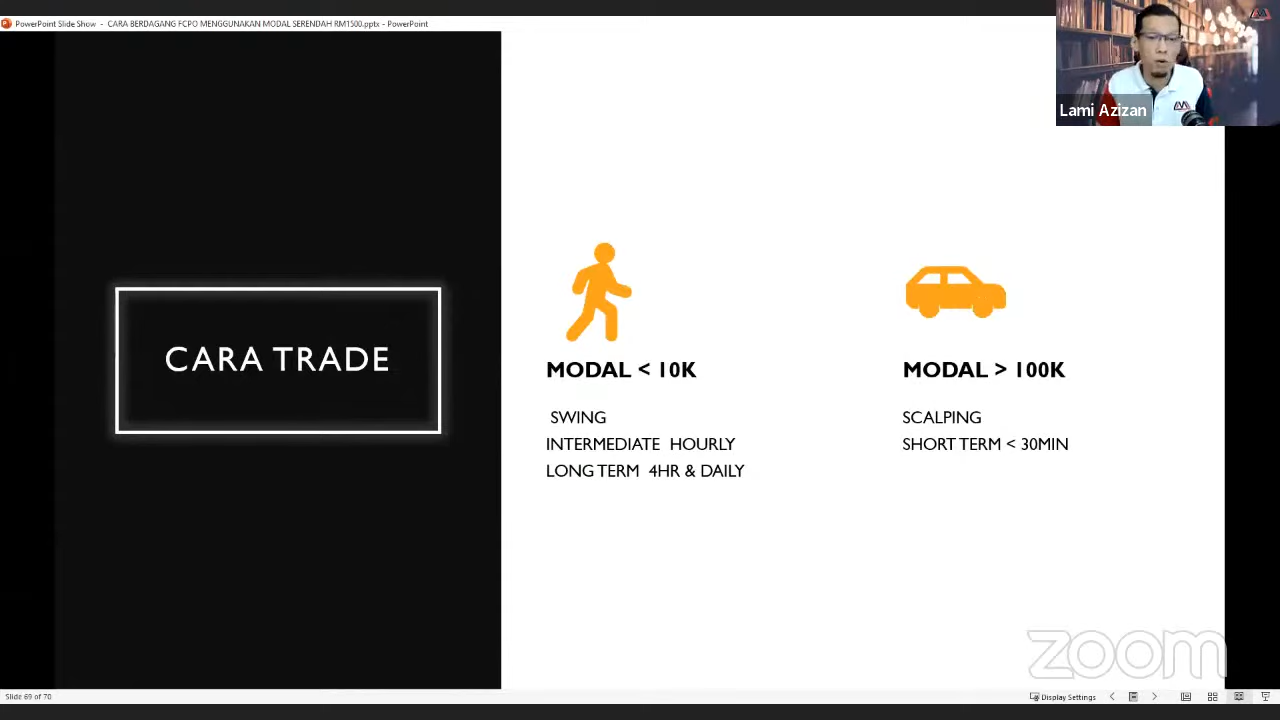 PowerPoint Slide Show - CARA BERDAGANG FCPO MENGGUNAKAN MODAL SERENDAH RM1500.pptx - PowerPoint
Lami Azizan
CARA TRADE
MODAL < 10K
SWING
INTERMEDIATE HOURLY
LONG TERM 4HR & DAILY
MODAL > 100K
SCALPING
SHORT TERM < 30MIN
zoom
Slide 69 of 70
Display Settings